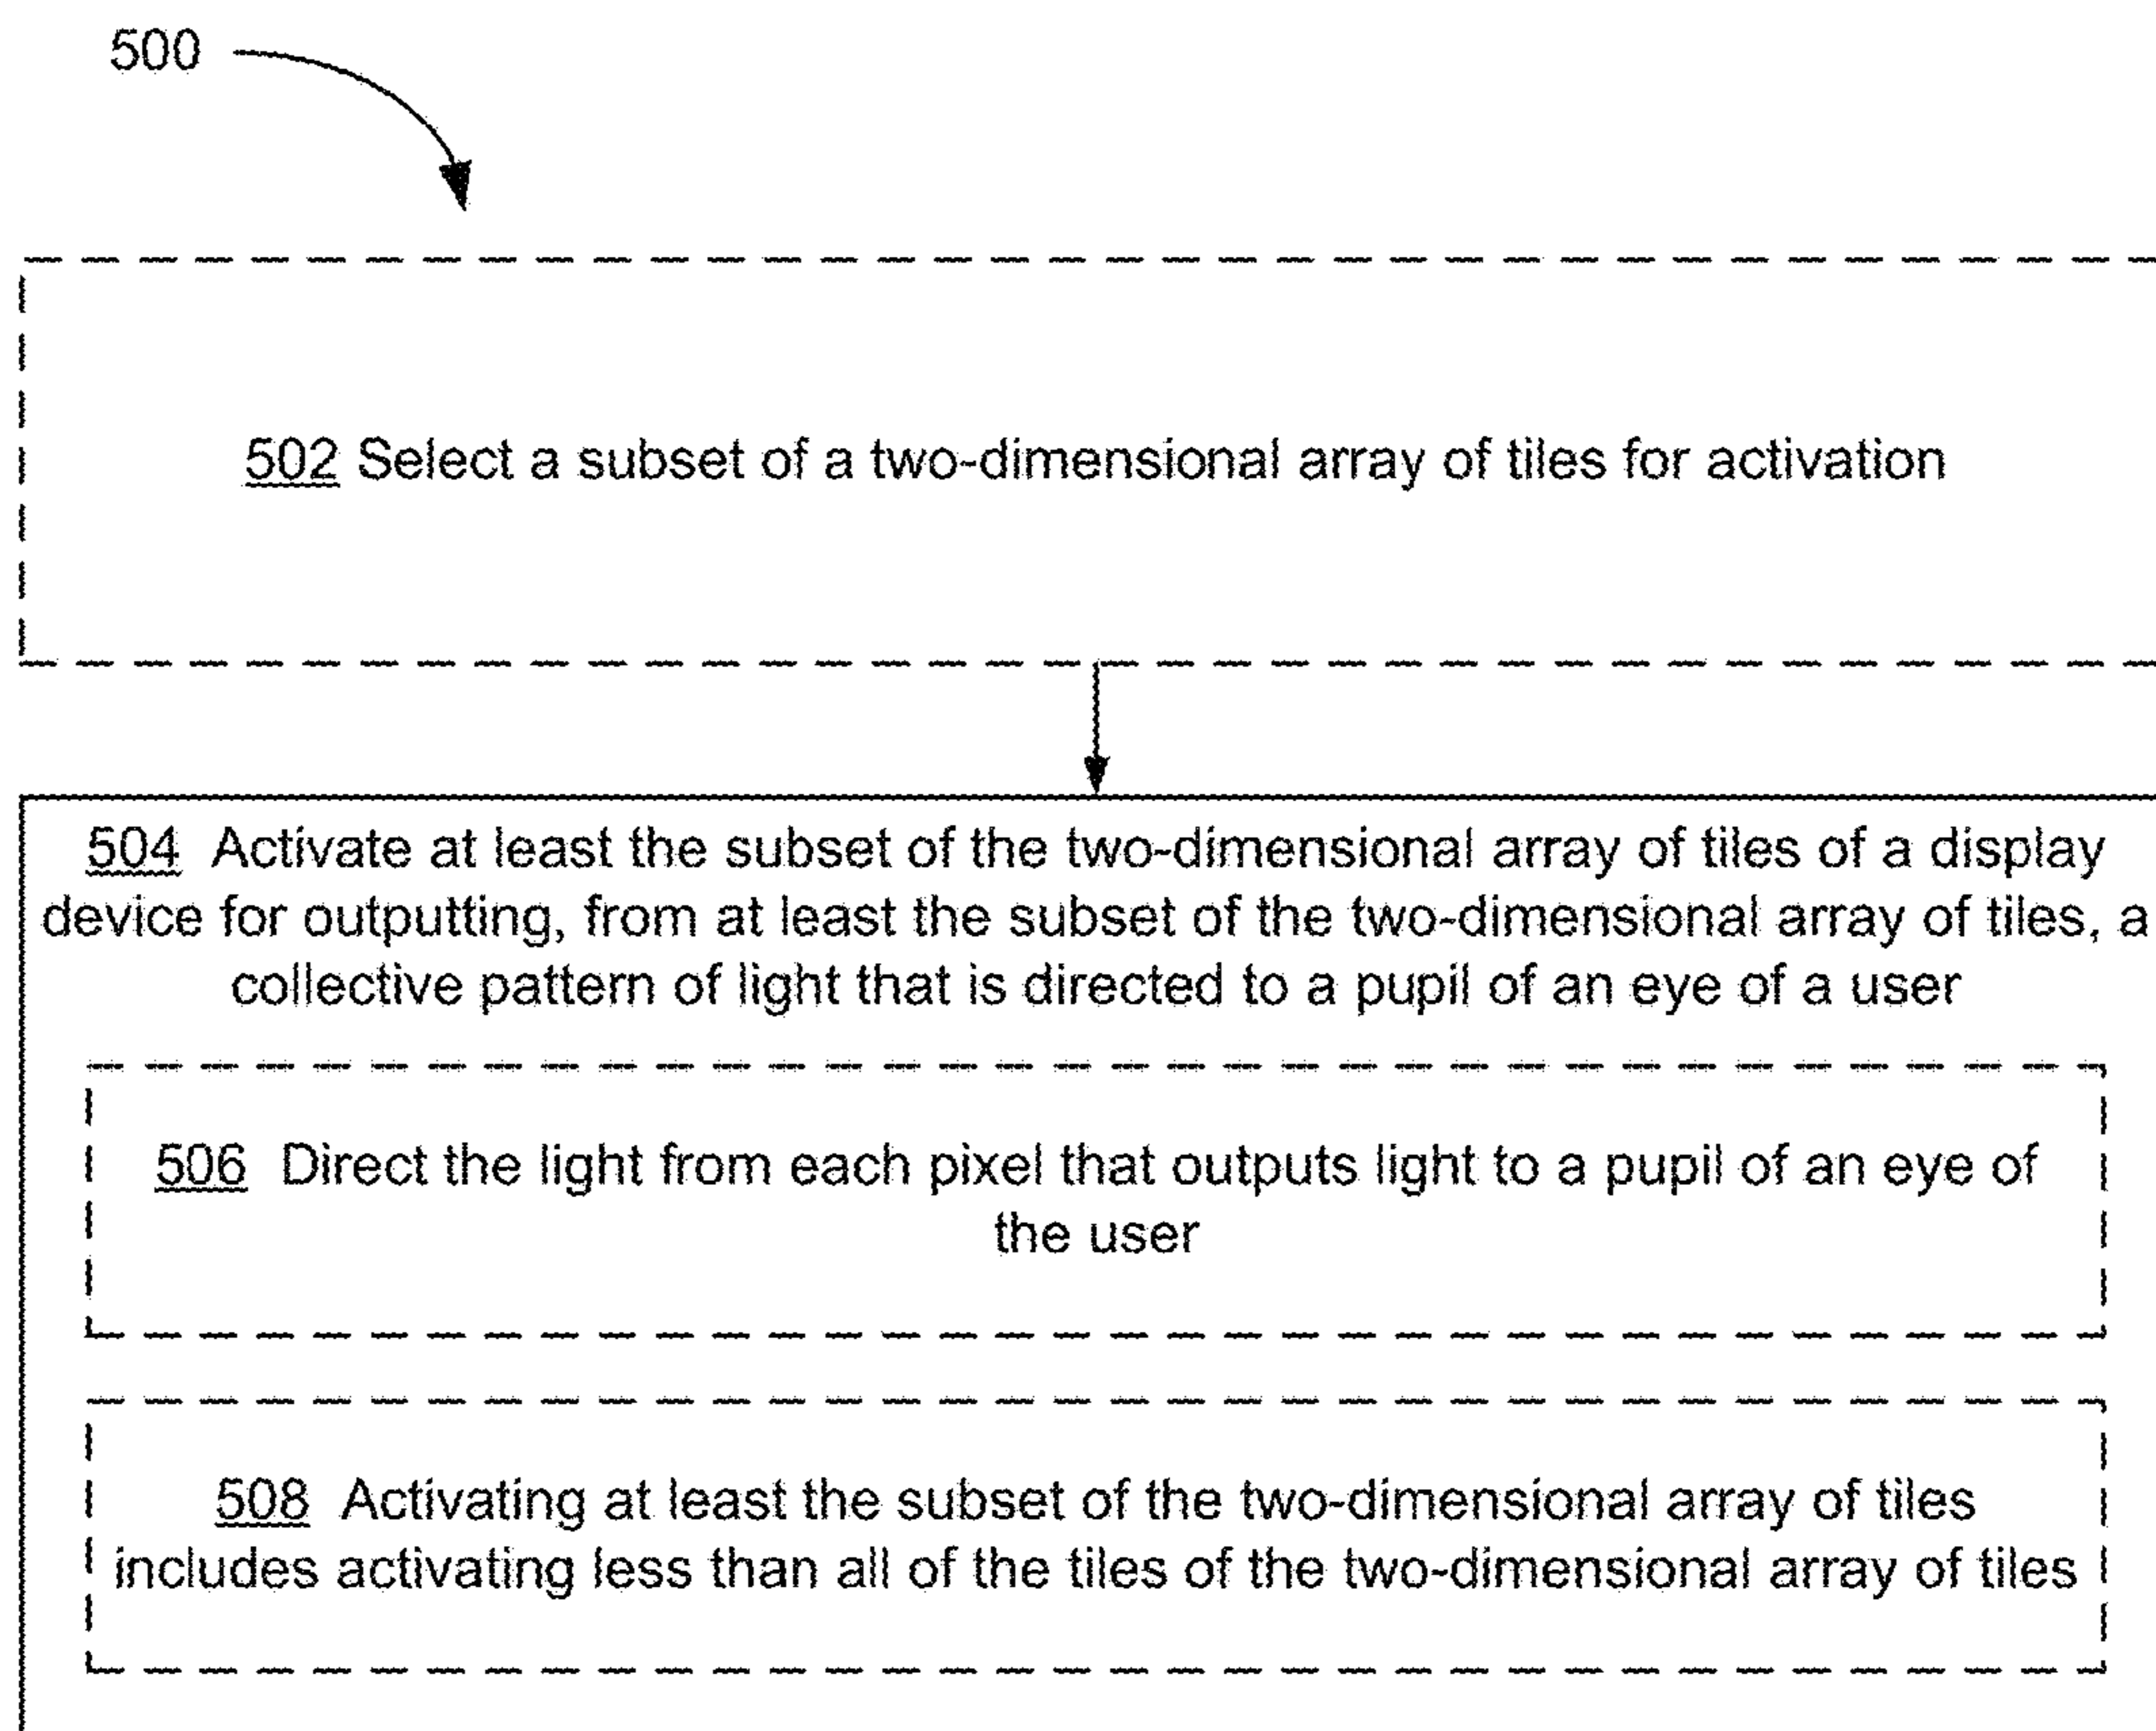 500
502 Select a subset of a two-dimensional array of tiles for activation
504 Activate at least the subset of the two-dimensional array of tiles of a display
device for outputting, from at least the subset of the two-dimensional array of tiles, a
collective pattern of light that is directed to a pupil of an eye of a user
506 Direct the light from each pixel that outputs light to a pupil of an eye of
the user
508 Activating at least the subset of the two-dimensional array of tiles
includes activating less than all of the tiles of the two-dimensional array of tiles